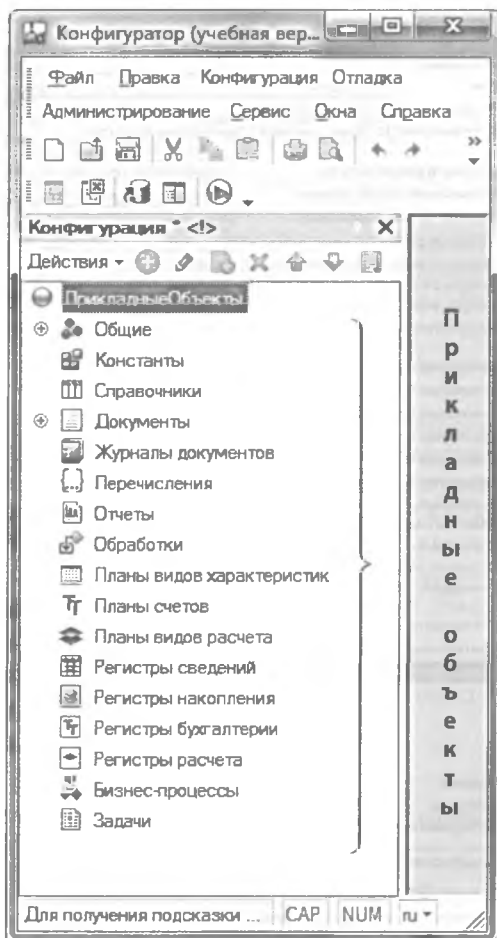 Конфигуратор (учебная вер...
Файл Правка Конфигурация Отладка
Администрирование Сервис Окна Справка
Конфигурация * <!>
Действия
ПрикладныеОбъекты
Общие
Константы
Справочники
Документы
Журналы документов
Перечисления
Отчеты
Обработки
Планы видов характеристик
Планы счетов
Планы видов расчета
Регистры сведений
Регистры накопления
Регистры бухгалтерии
Регистры расчета
Бизнес-процессы
Задачи
Прикладные объекты
Для получения подсказки ... CAP NUM ru